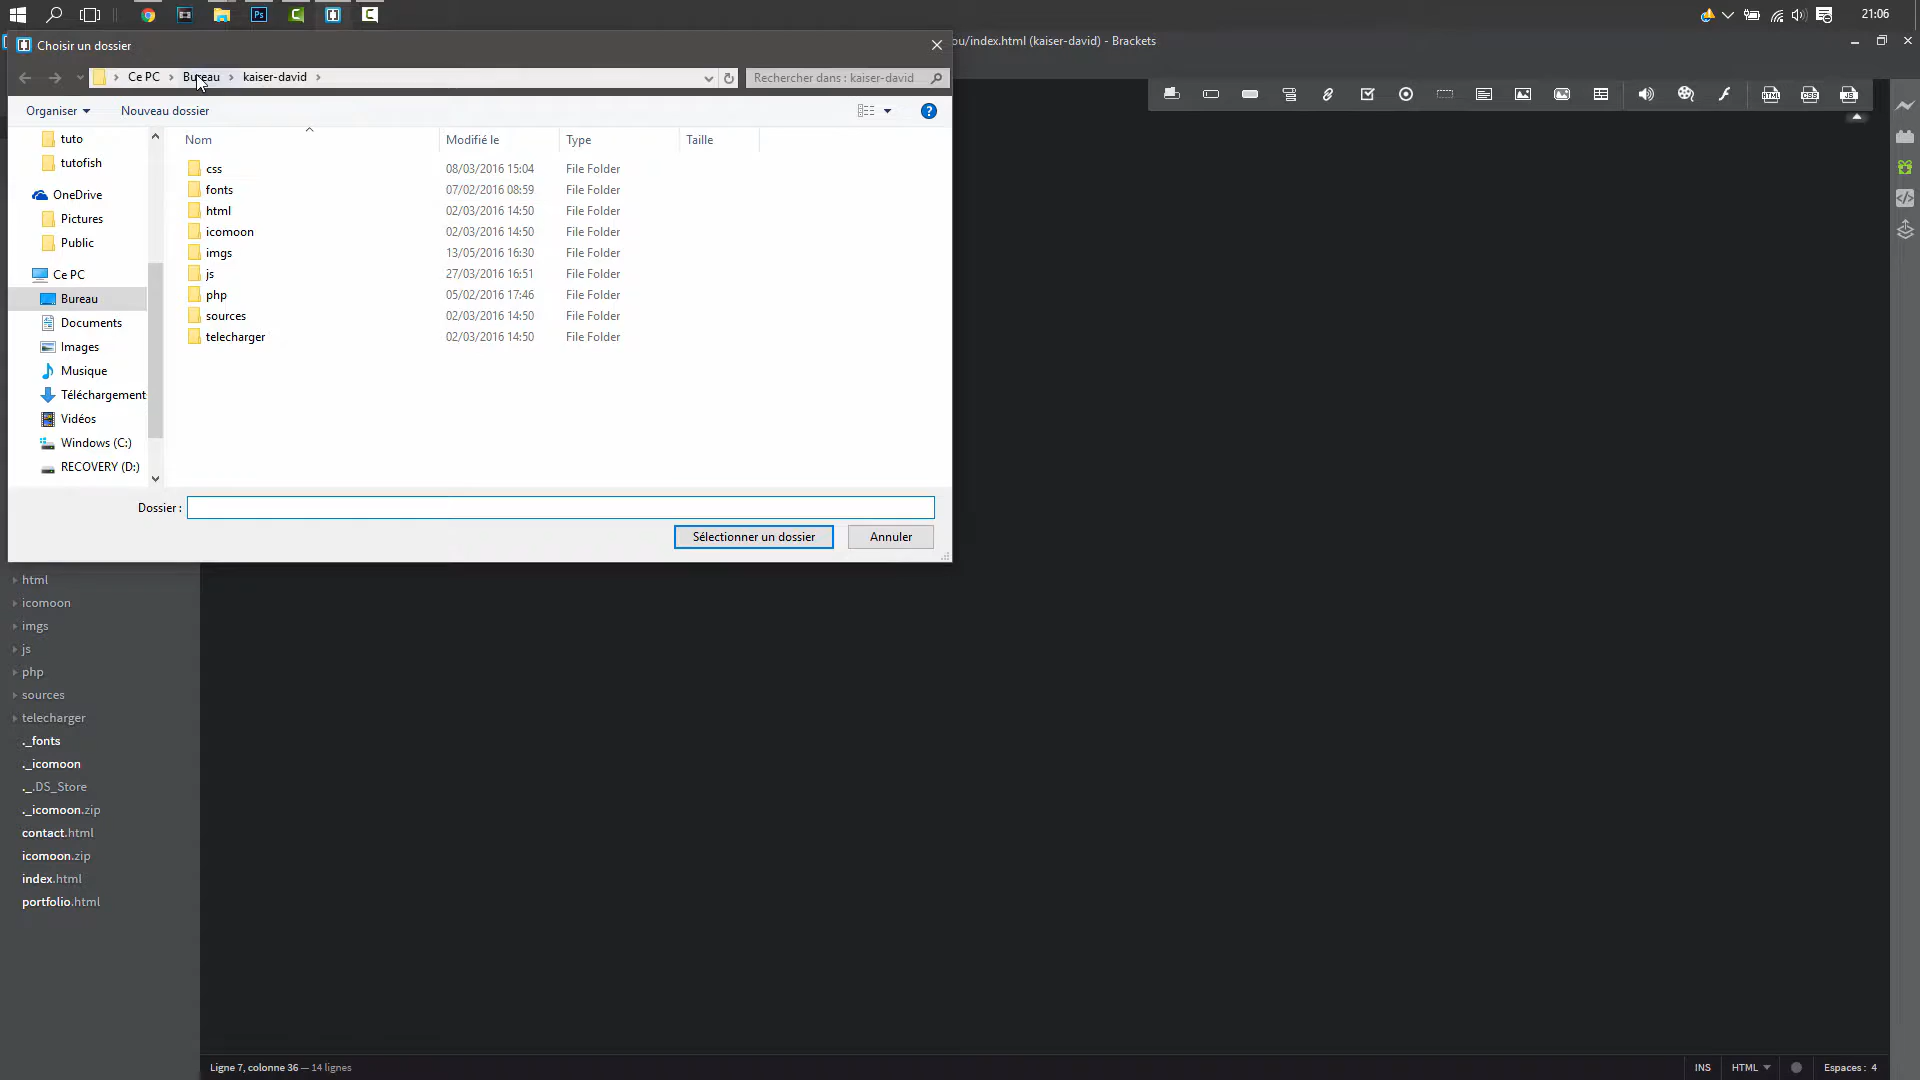 21:06
Choisir un dossier
ou/index.html (kaiser-david) - Brackets
Ce PC
Bureau
kaiser-david
Rechercher dans : kaiser-david
Organiser
Nouveau dossier
Nom
Modifié le
Type
Taille
tuto
tutofish
OneDrive
Pictures
Public
Ce PC
Bureau
Documents
Images
Musique
Téléchargement
Vidéos
Windows (C:)
RECOVERY (D:)
css 08/03/2016 15:04 File Folder
fonts 07/02/2016 08:59 File Folder
html 02/03/2016 14:50 File Folder
icomoon 02/03/2016 14:50 File Folder
imgs 13/05/2016 16:30 File Folder
js 27/03/2016 16:51 File Folder
php 05/02/2016 17:46 File Folder
sources 02/03/2016 14:50 File Folder
telecharger 02/03/2016 14:50 File Folder
Dossier :
Sélectionner un dossier
Annuler
html
icomoon
imgs
js
php
sources
telecharger
._fonts
._icomoon
._.DS_Store
._icomoon.zip
contact.html
icomoon.zip
index.html
portfolio.html
Ligne 7, colonne 36 — 14 lignes
INS
HTML
Espaces : 4